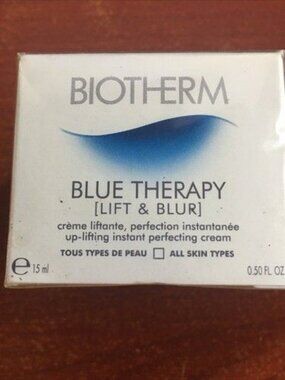 BIOTHERM
BLUE THERAPY
[LIFT & BLUR]
crème liftante, perfection instantanée
up-lifting instant perfecting cream
TOUS TYPES DE PEAU ☐ ALL SKIN TYPES
℮ 15 ml 0.50 FL OZ